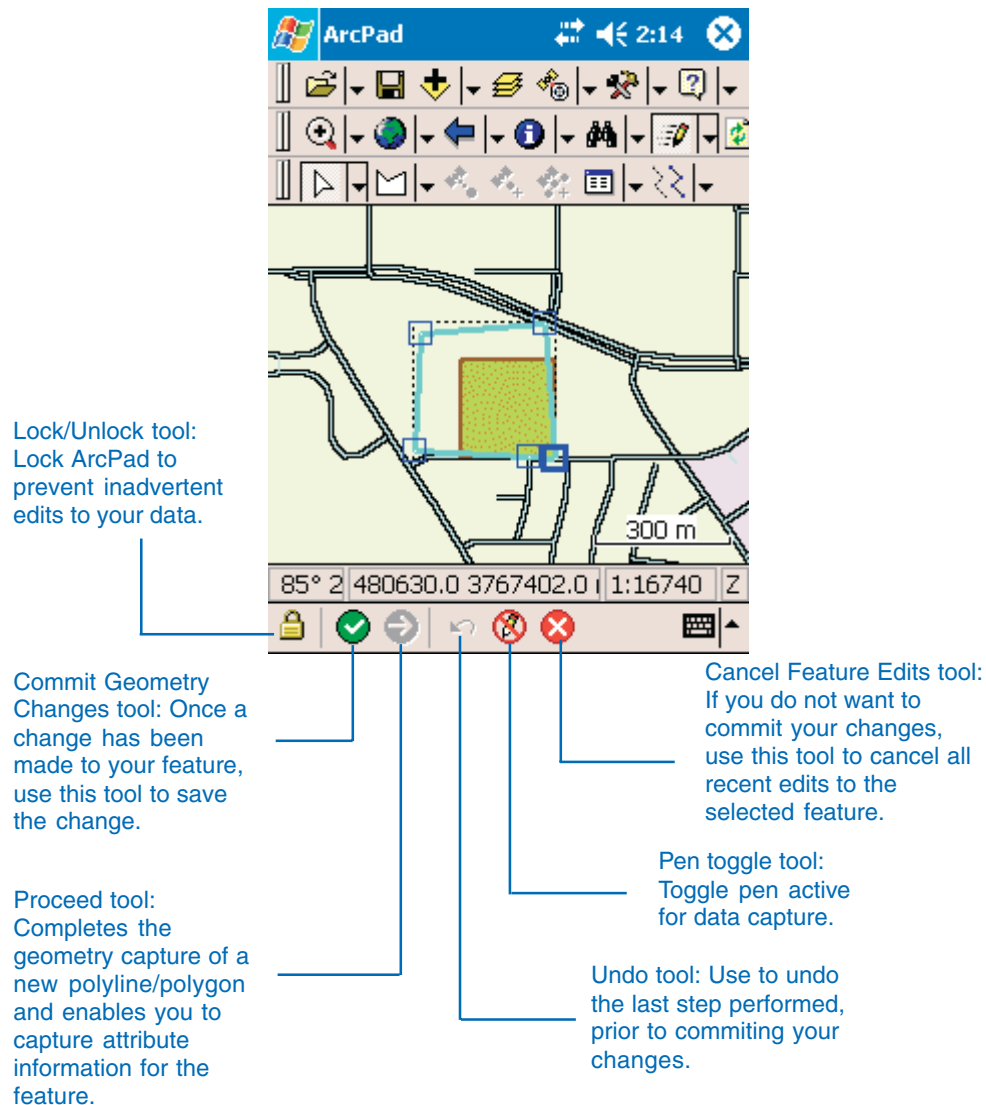 ArcPad 2:14
300 m
85° 2 480630.0 3767402.0 1:16740 Z
Lock/Unlock tool:
Lock ArcPad to
prevent inadvertent
edits to your data.
Commit Geometry
Changes tool: Once a
change has been
made to your feature,
use this tool to save
the change.
Proceed tool:
Completes the
geometry capture of a
new polyline/polygon
and enables you to
capture attribute
information for the
feature.
Cancel Feature Edits tool:
If you do not want to
commit your changes,
use this tool to cancel all
recent edits to the
selected feature.
Pen toggle tool:
Toggle pen active
for data capture.
Undo tool: Use to undo
the last step performed,
prior to commiting your
changes.